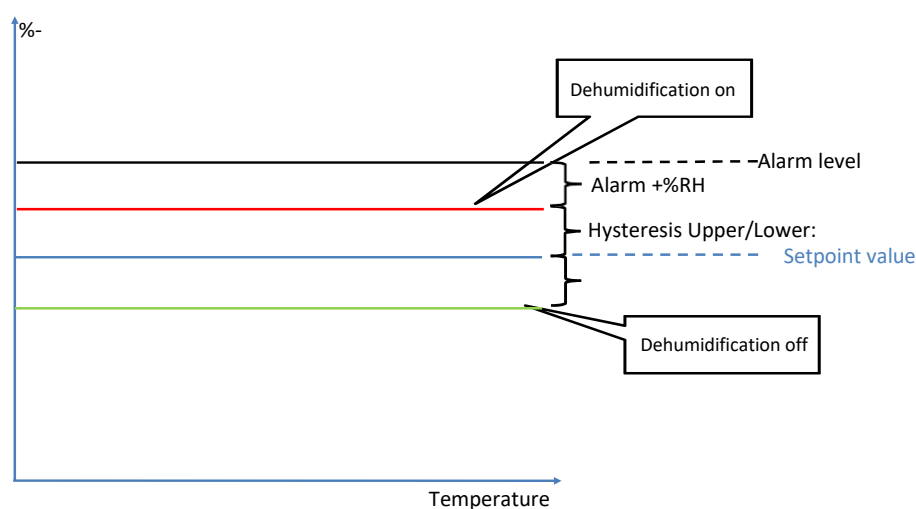 %-
Dehumidification on
Alarm level
Alarm +%RH
Hysteresis Upper/Lower:
Setpoint value
Dehumidification off
Temperature